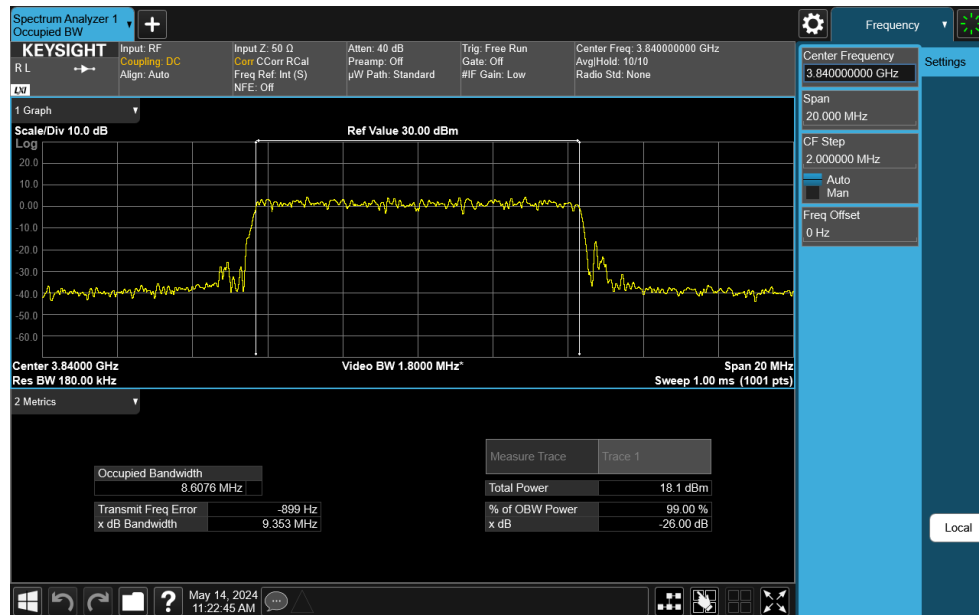 Spectrum Analyzer 1
Occupied BW
+
Frequency
KEYSIGHT
R L
LXI
Input: RF
Coupling: DC
Align: Auto
Input Z: 50 Ω
Corr CCorr RCal
Freq Ref: Int (S)
NFE: Off
Atten: 40 dB
Preamp: Off
µW Path: Standard
Trig: Free Run
Gate: Off
#IF Gain: Low
Center Freq: 3.840000000 GHz
Avg|Hold: 10/10
Radio Std: None
Center Frequency
3.840000000 GHz
Settings
Span
20.000 MHz
CF Step
2.000000 MHz
Auto
Man
Freq Offset
0 Hz
Local
1 Graph
Scale/Div 10.0 dB
Ref Value 30.00 dBm
Log
20.0
10.0
0.00
-10.0
-20.0
-30.0
-40.0
-50.0
-60.0
Center 3.84000 GHz
Video BW 1.8000 MHz*
Span 20 MHz
Res BW 180.00 kHz
Sweep 1.00 ms (1001 pts)
2 Metrics
Measure Trace Trace 1
Occupied Bandwidth
8.6076 MHz
Total Power 18.1 dBm
Transmit Freq Error -899 Hz
% of OBW Power 99.00 %
x dB Bandwidth 9.353 MHz
x dB -26.00 dB
?
May 14, 2024
11:22:45 AM